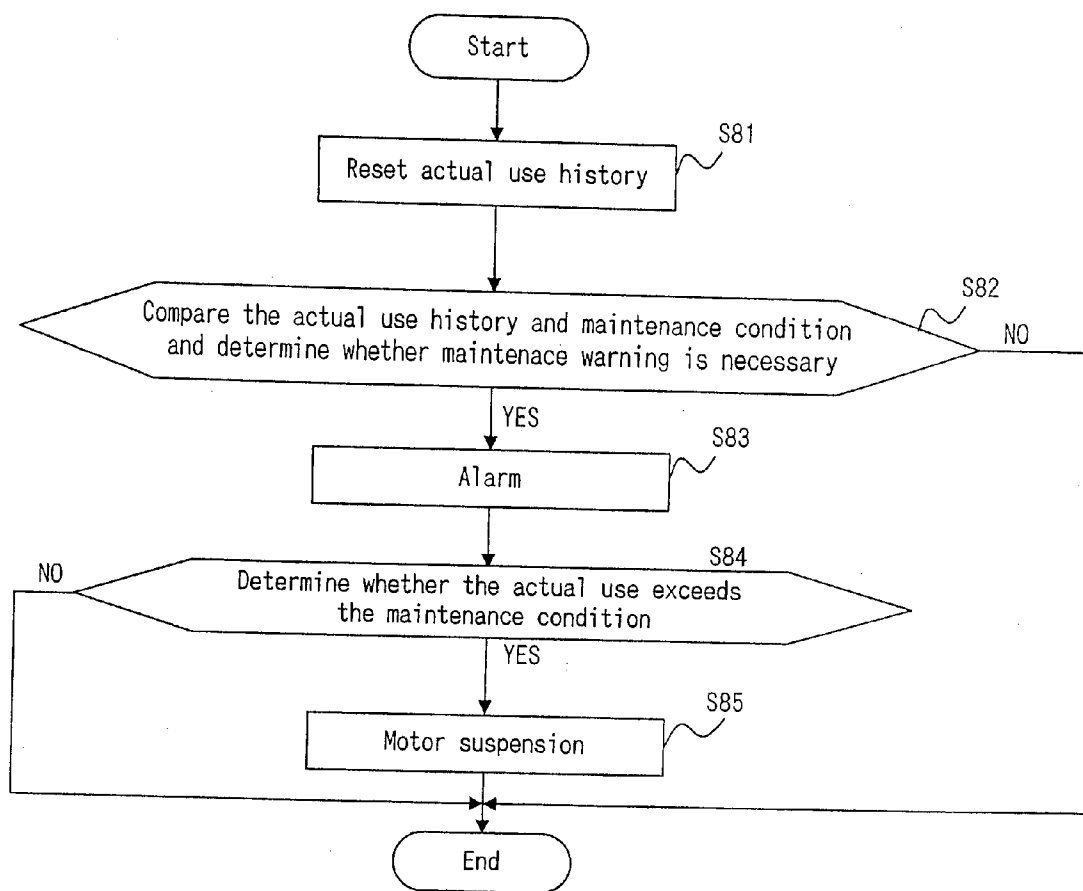 Start
S81
Reset actual use history
S82
Compare the actual use history and maintenance condition
and determine whether maintenace warning is necessary
NO
YES
S83
Alarm
S84
NO
Determine whether the actual use exceeds
the maintenance condition
YES
S85
Motor suspension
End